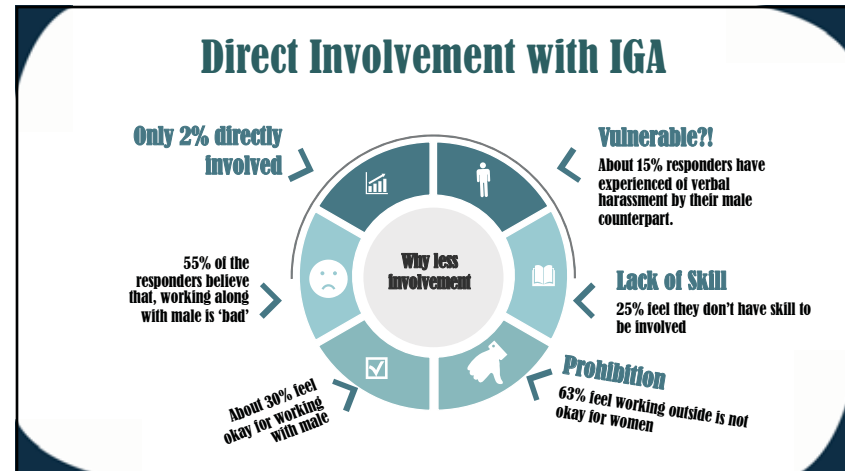 Direct Involvement with IGA
Only 2% directly
involved
Vulnerable?!
About 15% responders have
experienced of verbal
harassment by their male
counterpart.
55% of the
responders believe
that, working along
with male is ‘bad’
Why less
involvement
Lack of Skill
25% feel they don’t have skill to
be involved
About 30% feel
okay for working
with male
Prohibition
63% feel working outside is not
okay for women